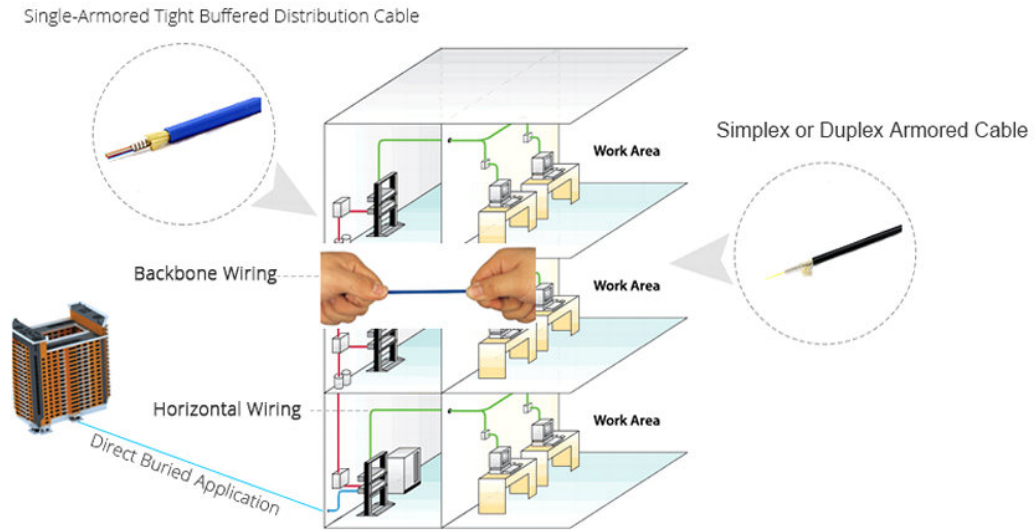 Single-Armored Tight Buffered Distribution Cable
Simplex or Duplex Armored Cable
Work Area
Backbone Wiring
Work Area
Horizontal Wiring
Work Area
Direct Buried Application